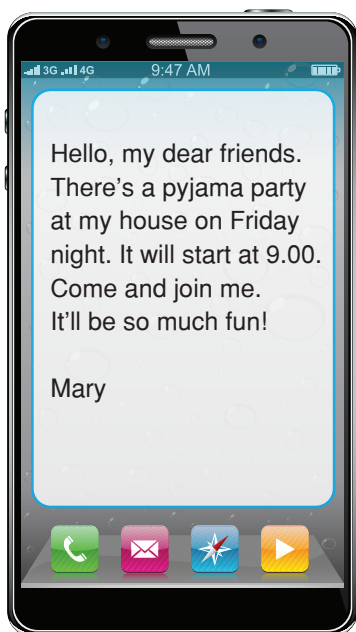 3G 4G 9:47 AM
Hello, my dear friends.
There's a pyjama party
at my house on Friday
night. It will start at 9.00.
Come and join me.
It'll be so much fun!
Mary